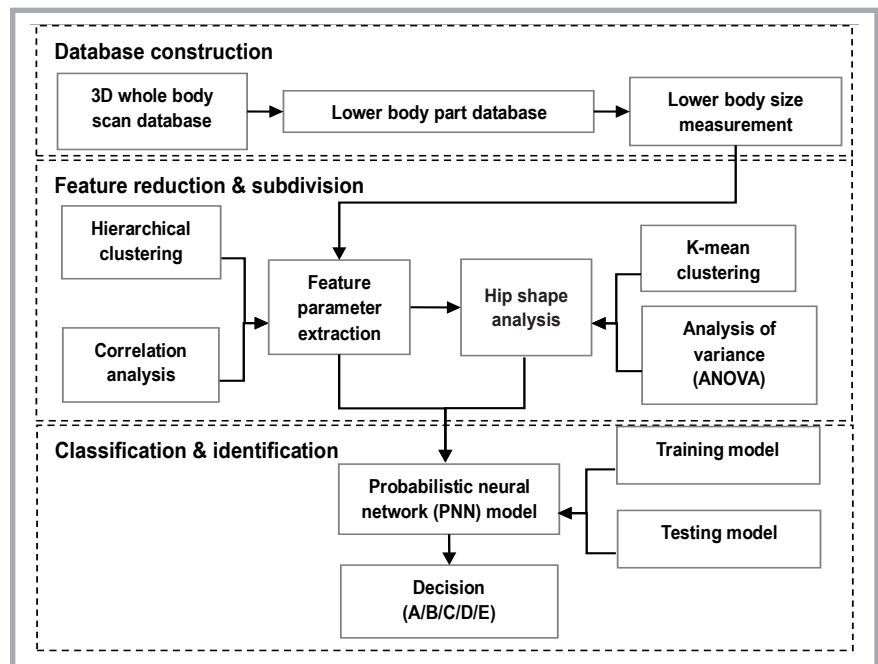 Database construction
3D whole body
scan database
Lower body part database
Lower body size
measurement
Feature reduction & subdivision
Hierarchical
clustering
Correlation
analysis
Feature
parameter
extraction
Hip shape
analysis
K-mean
clustering
Analysis of
variance
(ANOVA)
Classification & identification
Probabilistic neural
network (PNN) model
Training model
Testing model
Decision
(A/B/C/D/E)